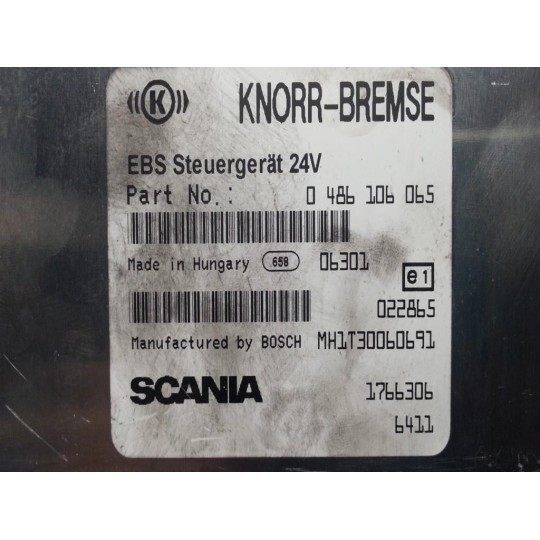 ((K)) KNORR-BREMSE
EBS Steuergerät 24V
Part No.: 0 486 106 065
Made in Hungary 658 06301
e1
022865
Manufactured by BOSCH MH1T30060691
SCANIA 1766306
6411